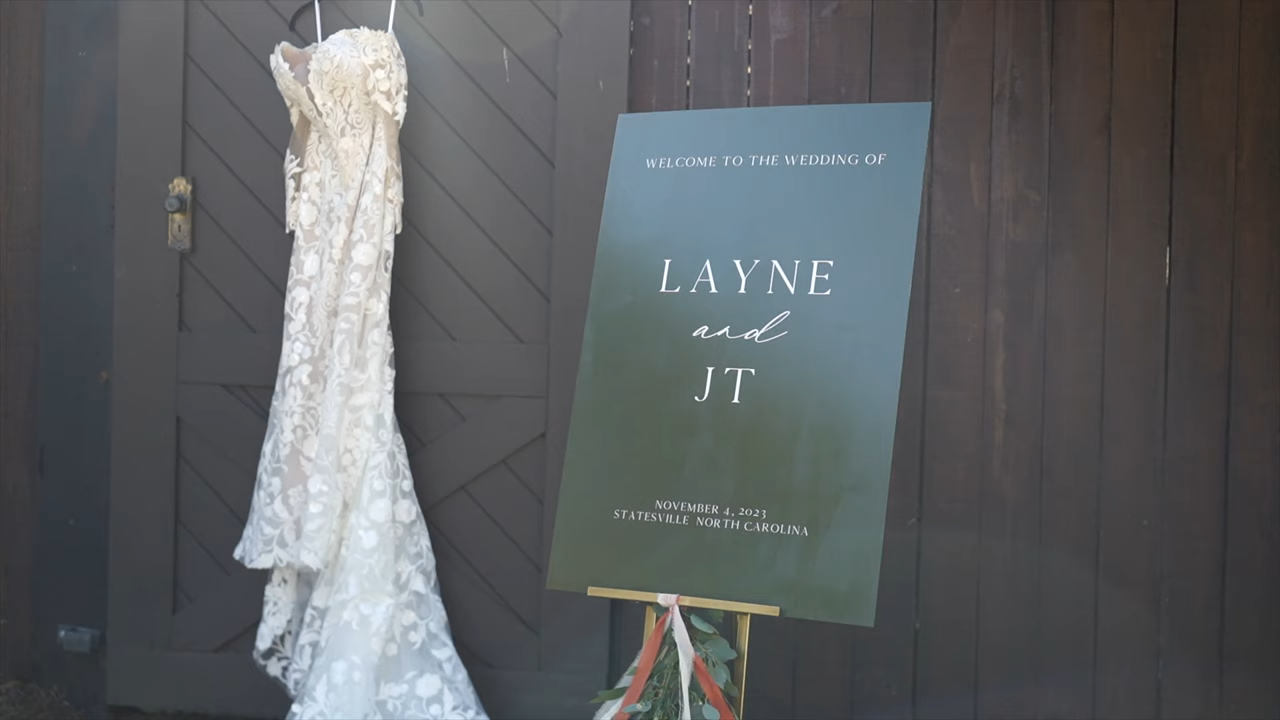 WELCOME TO THE WEDDING OF
LAYNE
and
JT
NOVEMBER 4, 2023
STATESVILLE NORTH CAROLINA